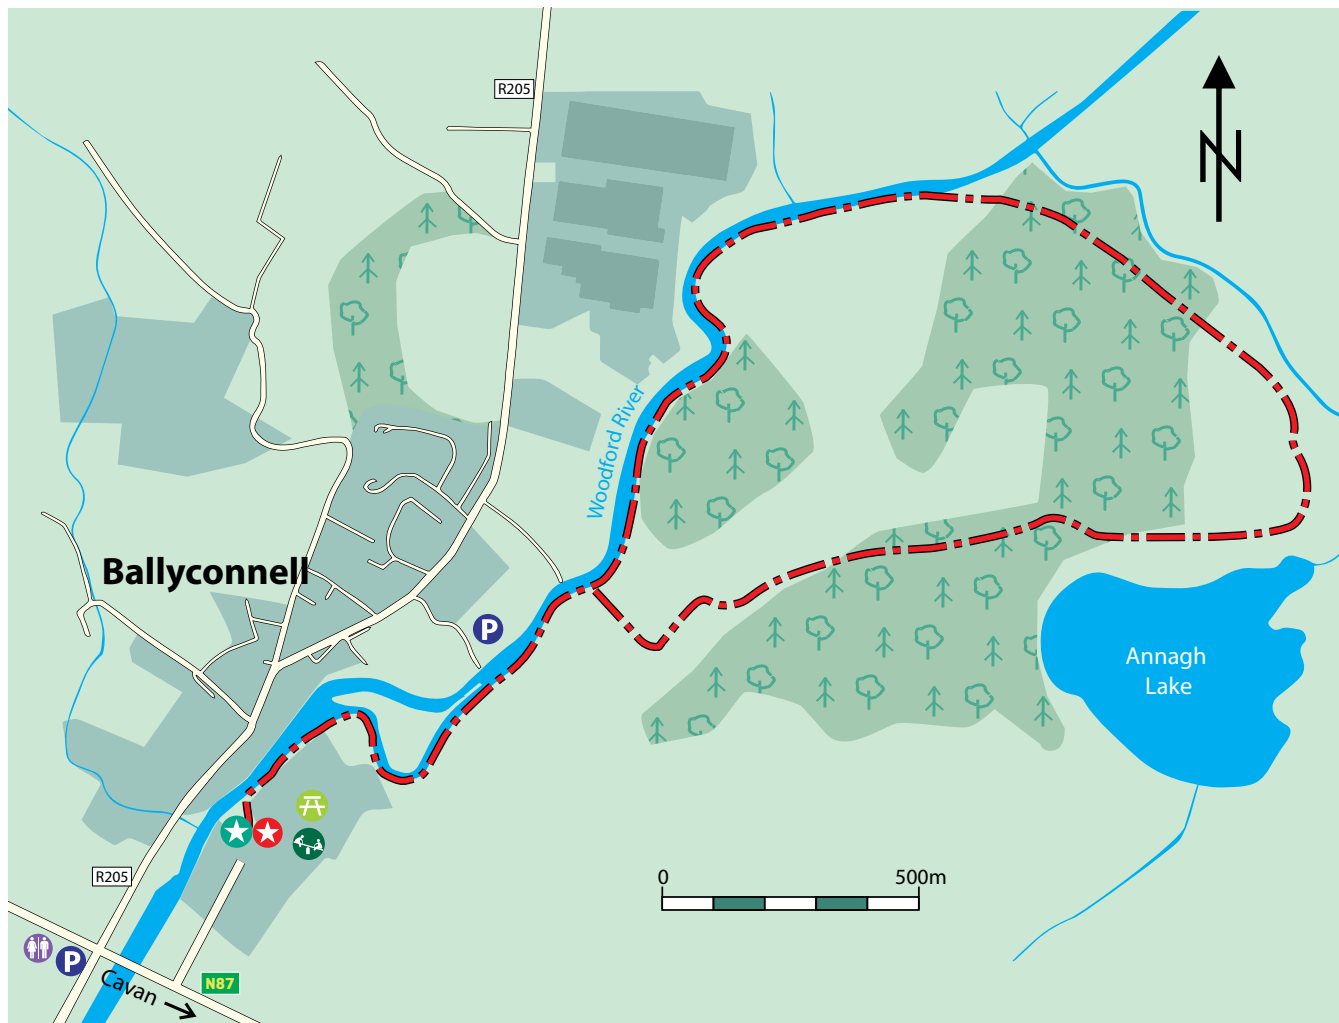 R205
N
Woodford River
Ballyconnell
P
Annagh
Lake
0 500m
R205
P
Cavan
N87